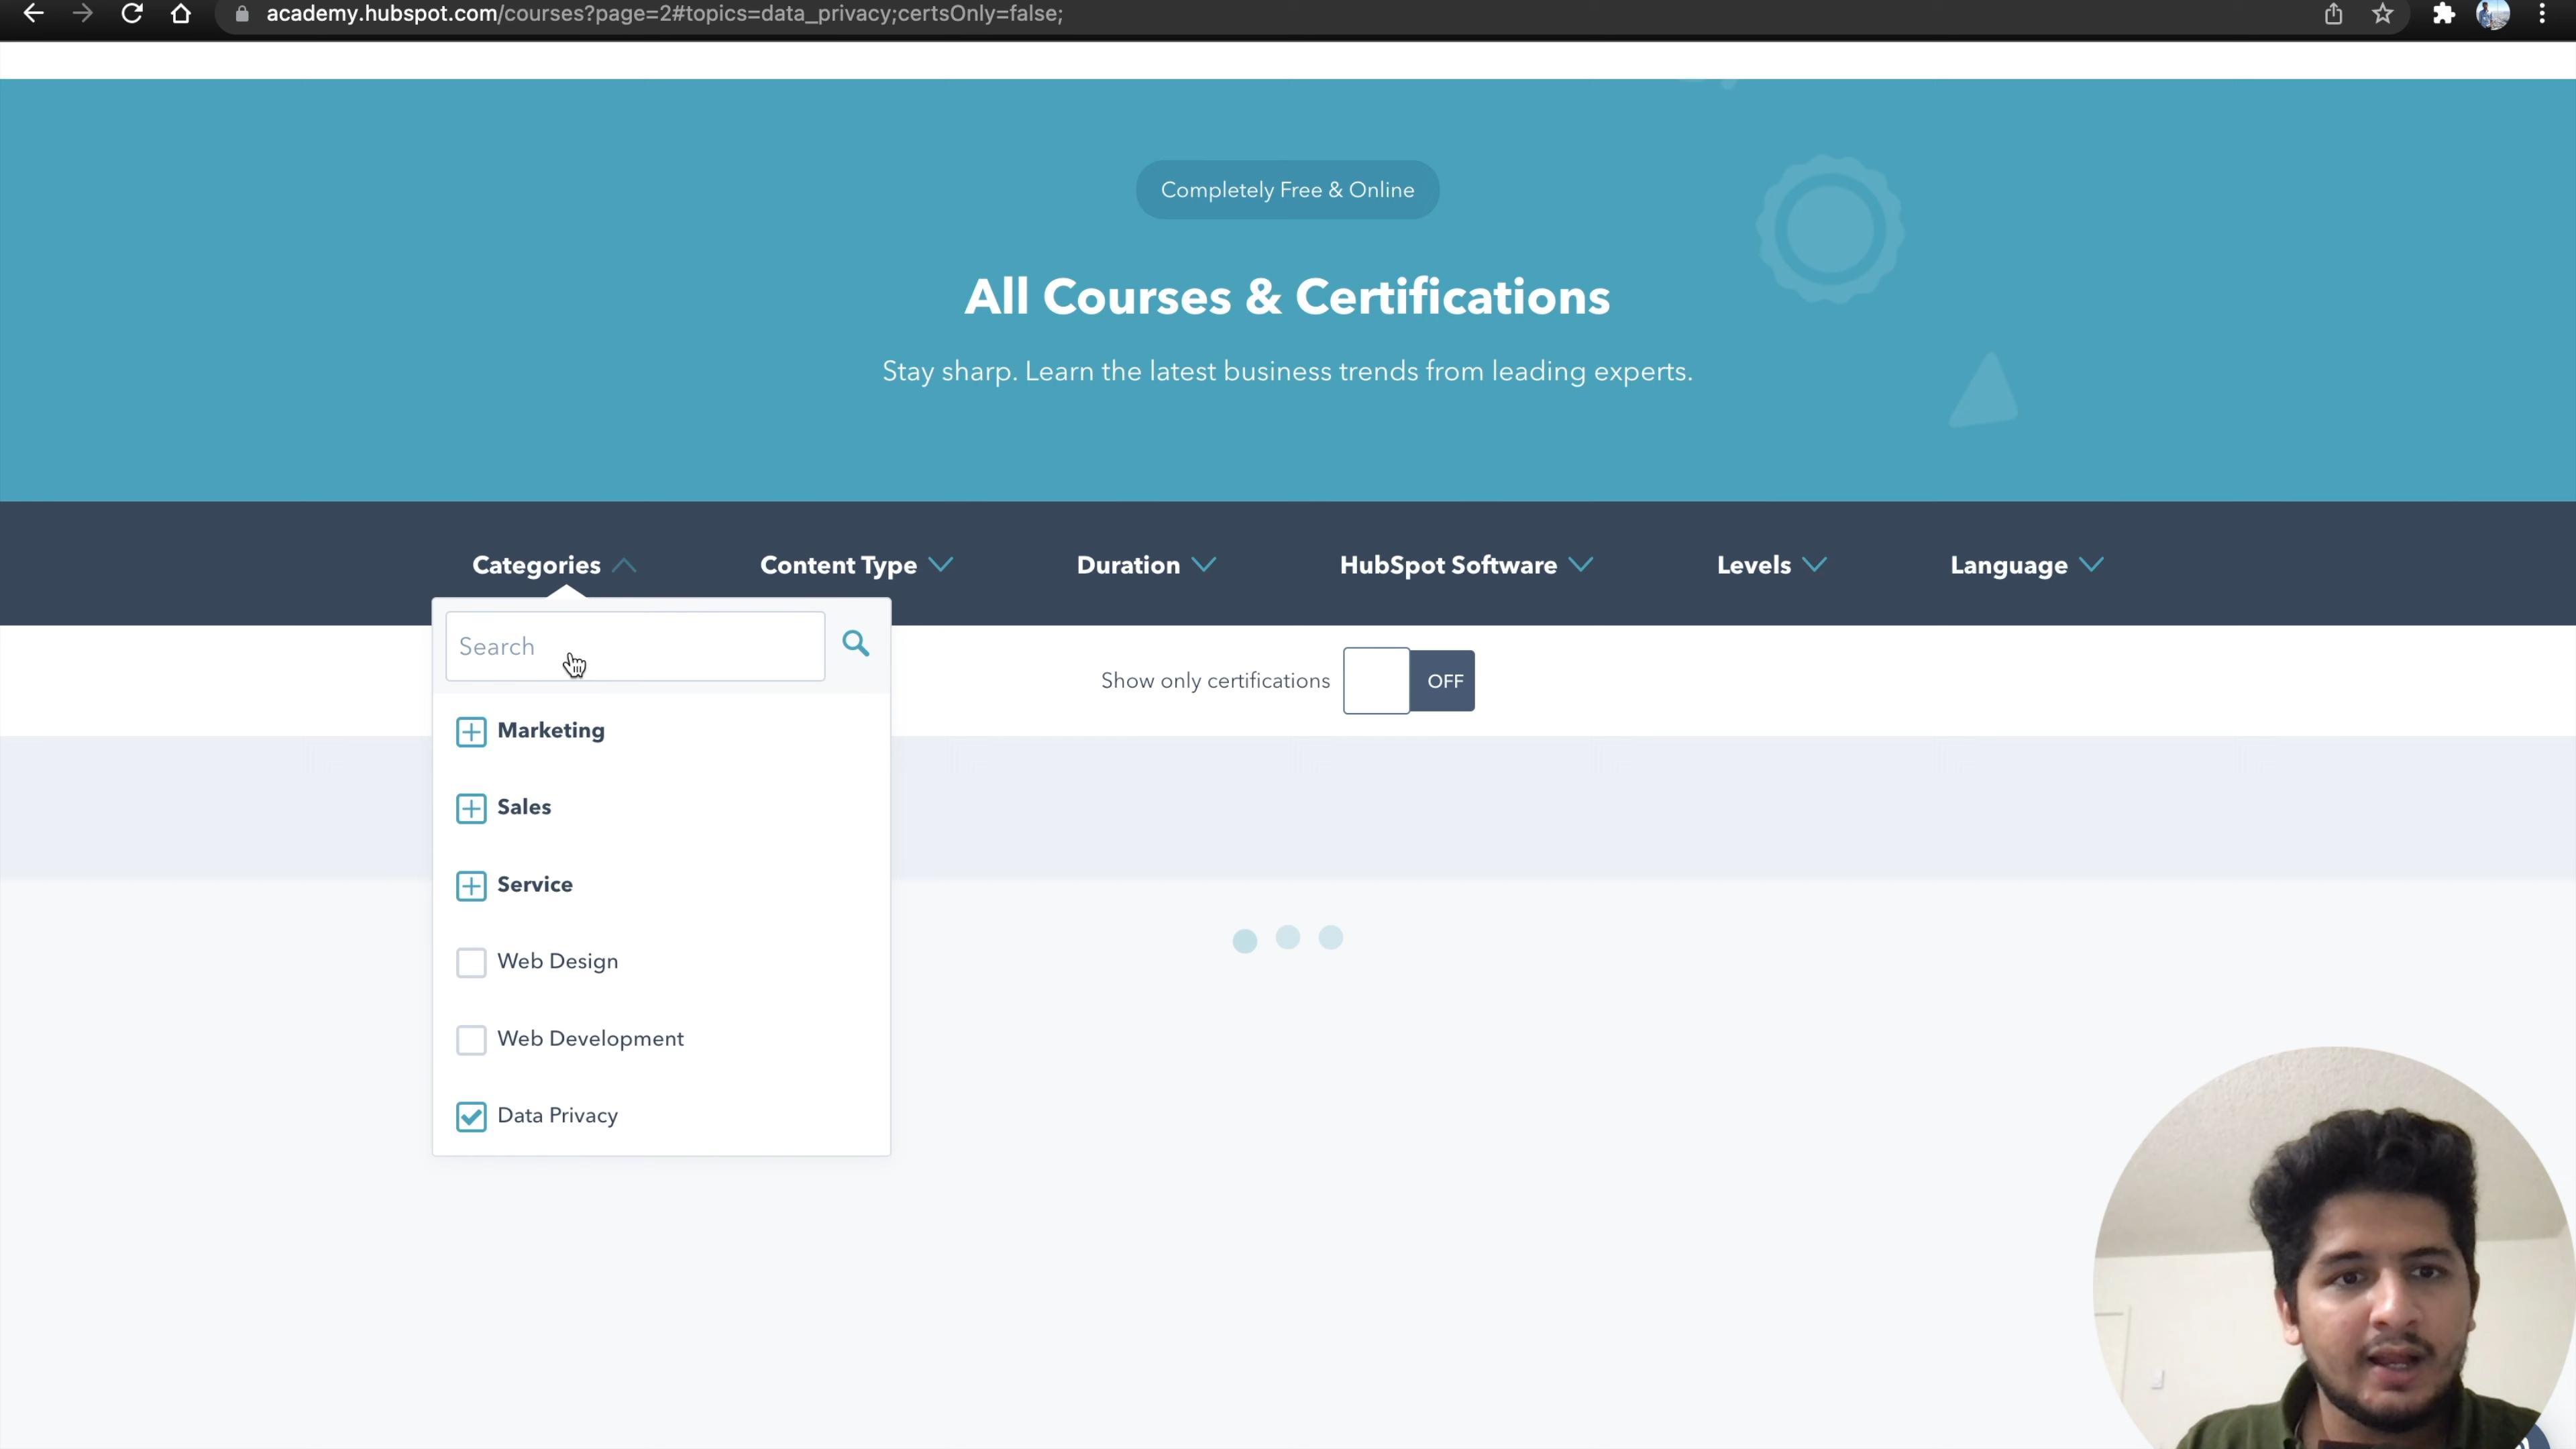 academy.hubspot.com/courses?page=2#topics=data_privacy;certsOnly=false;
Completely Free & Online
All Courses & Certifications
Stay sharp. Learn the latest business trends from leading experts.
Categories Content Type Duration HubSpot Software Levels Language
Search
Show only certifications OFF
Marketing
Sales
Service
Web Design
Web Development
Data Privacy